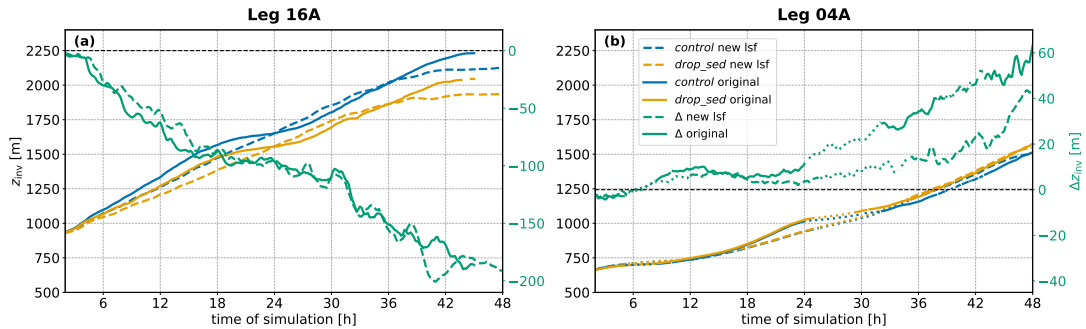 Leg 16A
(a)
2250
2000
1750
1500
1250
1000
750
500
z_inv [m]
0
−50
−100
−150
−200
6 12 18 24 30 36 42 48
time of simulation [h]
Leg 04A
(b)
control new lsf
drop_sed new lsf
control original
drop_sed original
Δ new lsf
Δ original
2250
2000
1750
1500
1250
1000
750
500
60
40
20
0
−20
−40
Δz_inv [m]
6 12 18 24 30 36 42 48
time of simulation [h]